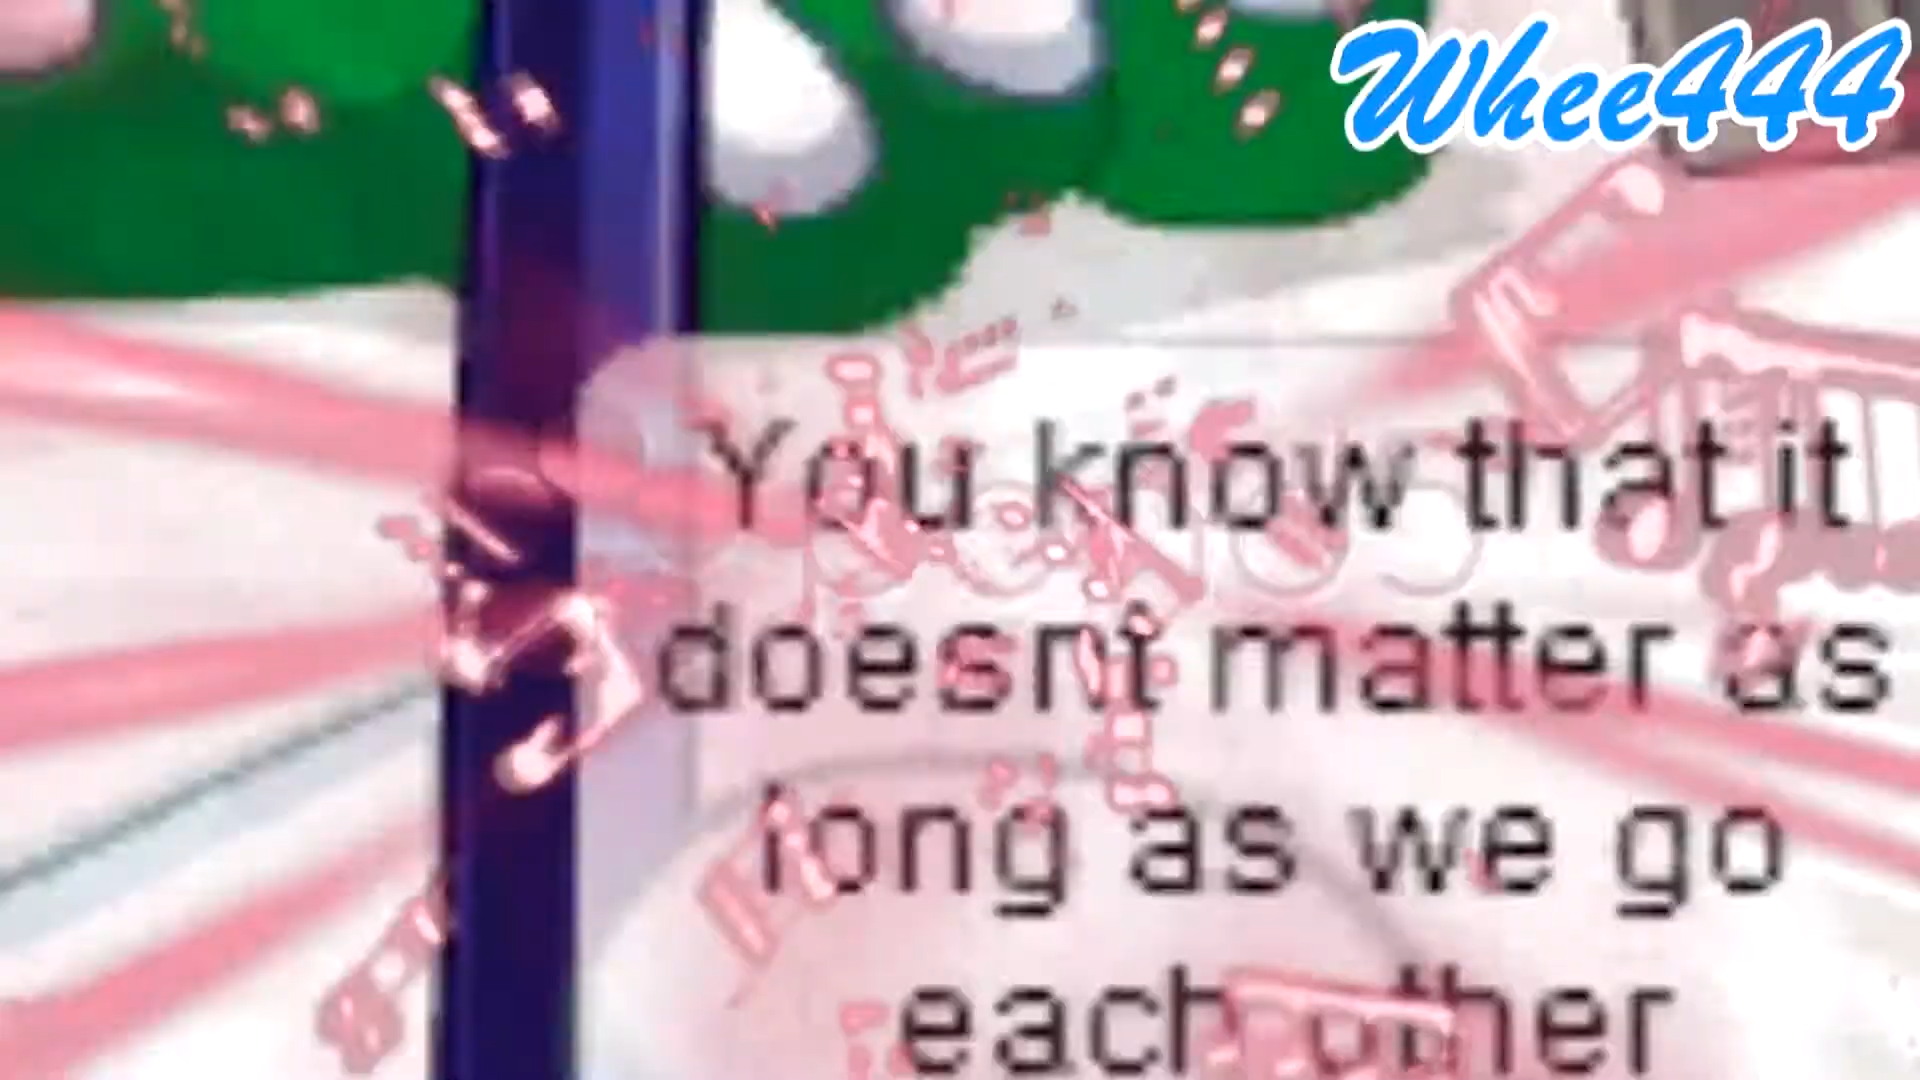 Whee444
You know that it
doesnt matter as
long as we go
each other